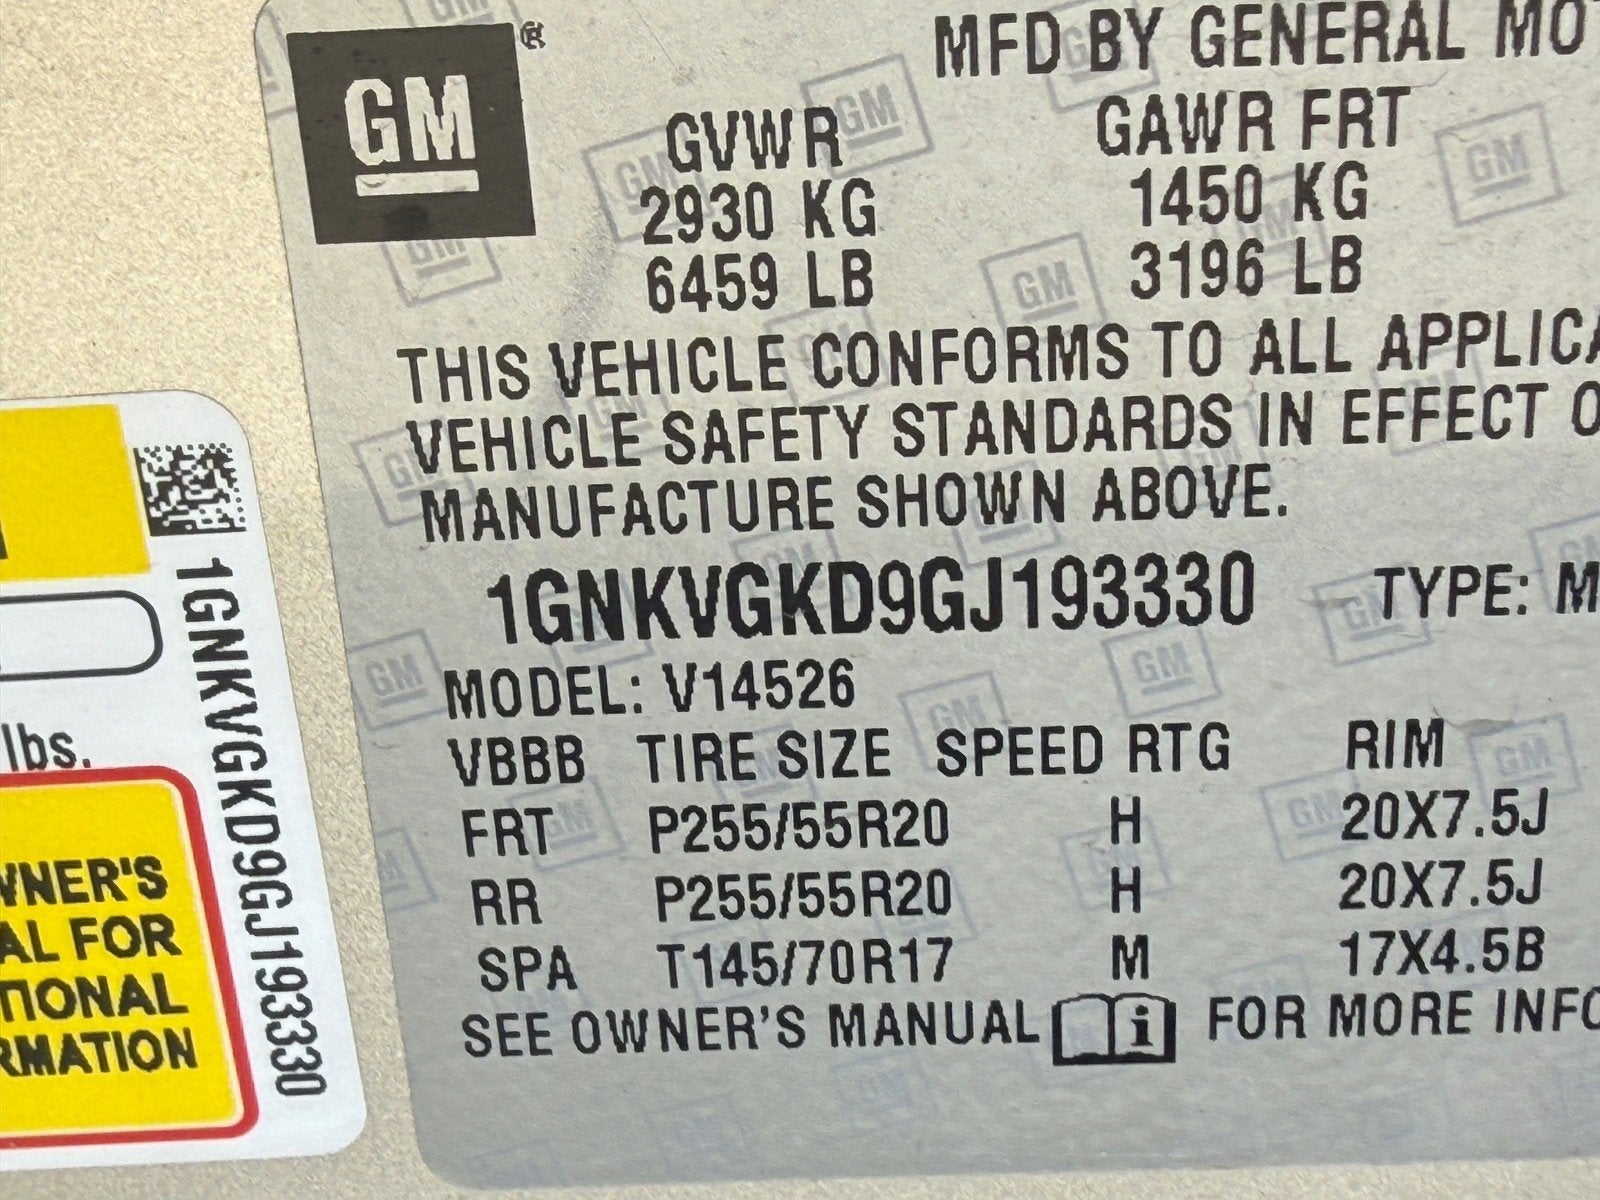 GM ®
MFD BY GENERAL MO
GVWR GAWR FRT
2930 KG 1450 KG
6459 LB 3196 LB
THIS VEHICLE CONFORMS TO ALL APPLICA
VEHICLE SAFETY STANDARDS IN EFFECT O
MANUFACTURE SHOWN ABOVE.
1GNKVGKD9GJ193330 TYPE: M
MODEL: V14526
VBBB TIRE SIZE SPEED RTG RIM
FRT P255/55R20 H 20X7.5J
RR P255/55R20 H 20X7.5J
SPA T145/70R17 M 17X4.5B
SEE OWNER'S MANUAL i FOR MORE INFO
1GNKVGKD9GJ193330
lbs.
WNER'S
AL FOR
TIONAL
RMATION